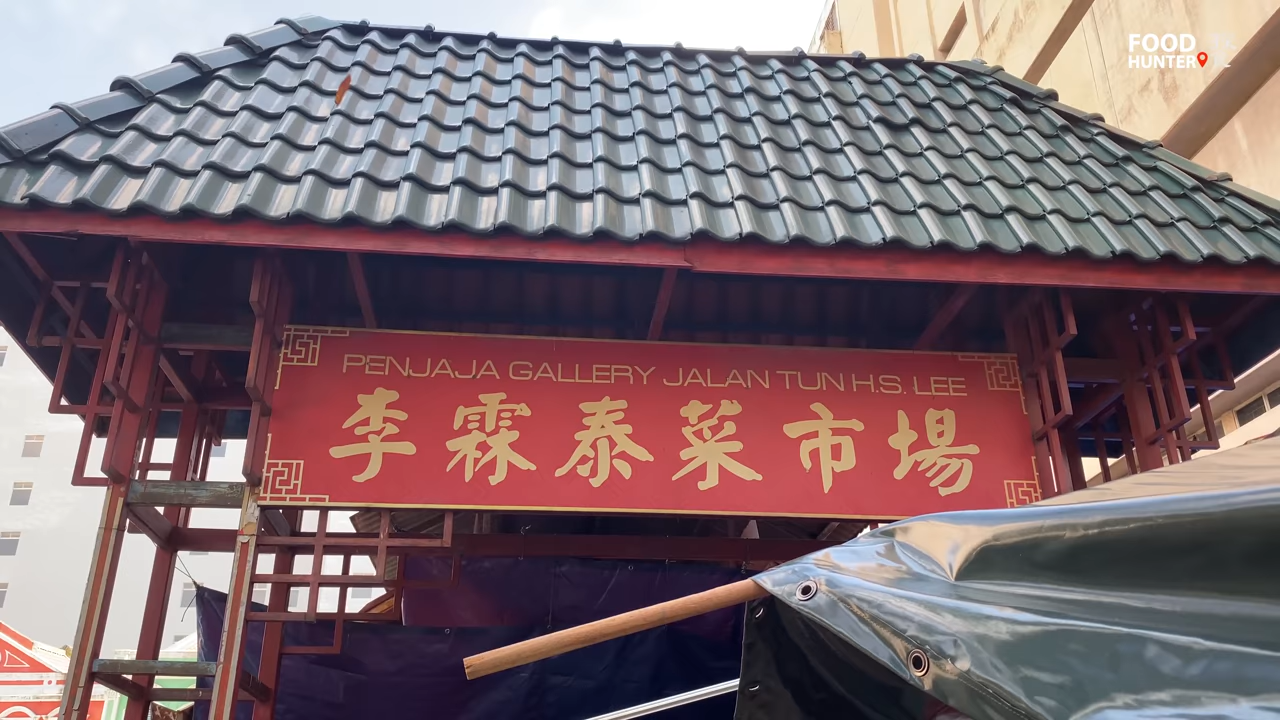 FOOD
HUNTER
PENJAJA GALLERY JALAN TUN H.S. LEE
李霖泰菜市場